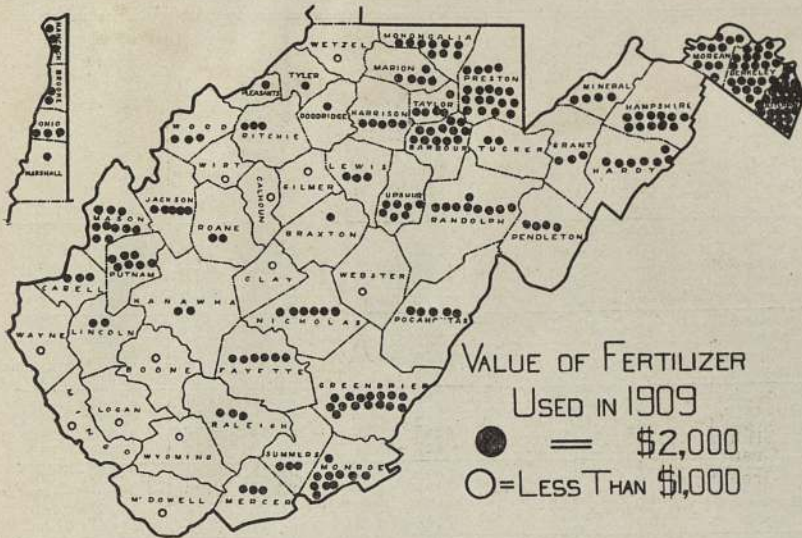 HANCOCK
BROOKE
OHIO
MARSHALL
WETZEL
MONONGALIA
MARION
PRESTON
MORGAN
BERKELEY
TYLER
PLEASANTS
DODDRIDGE
HARRISON
TAYLOR
MINERAL
HAMPSHIRE
WOOD
RITCHIE
BARBOUR
TUCKER
GRANT
HARDY
WIRT
CALHOUN
GILMER
LEWIS
UPSHUR
RANDOLPH
PENDLETON
MASON
JACKSON
ROANE
BRAXTON
PUTNAM
CABELL
KANAWHA
CLAY
WEBSTER
NICHOLAS
POCAHONTAS
WAYNE
LINCOLN
BOONE
FAYETTE
GREENBRIER
MINGO
LOGAN
RALEIGH
WYOMING
SUMMERS
MONROE
McDOWELL
MERCER
VALUE OF FERTILIZER
USED IN 1909
= $2,000
=LESS THAN $1,000